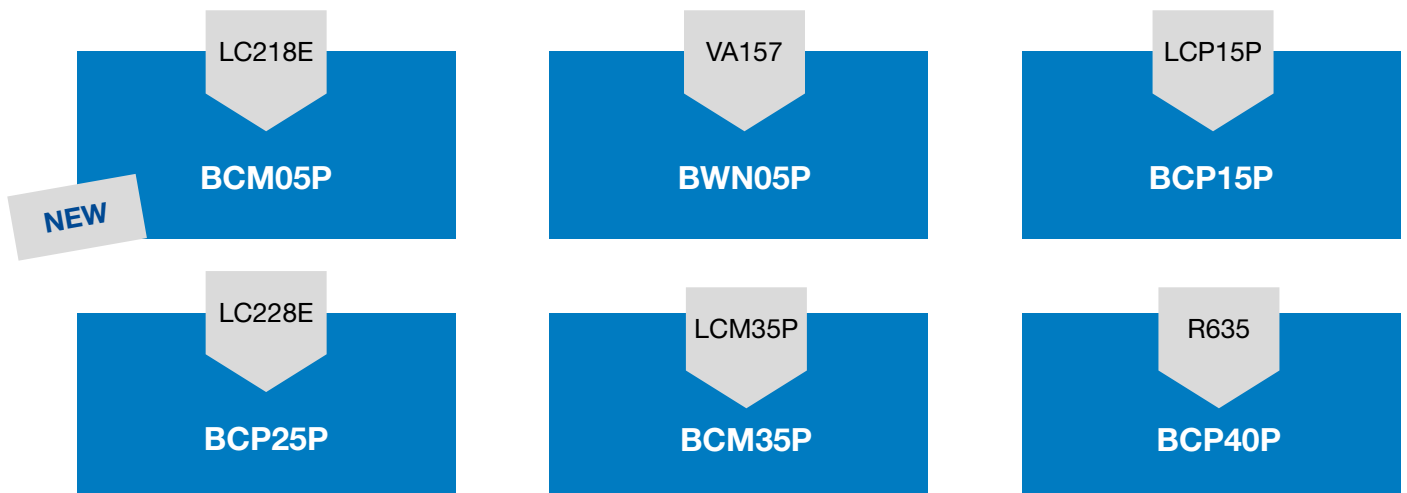 LC218E
VA157
LCP15P
BCM05P
BWN05P
BCP15P
NEW
LC228E
LCM35P
R635
BCP25P
BCM35P
BCP40P